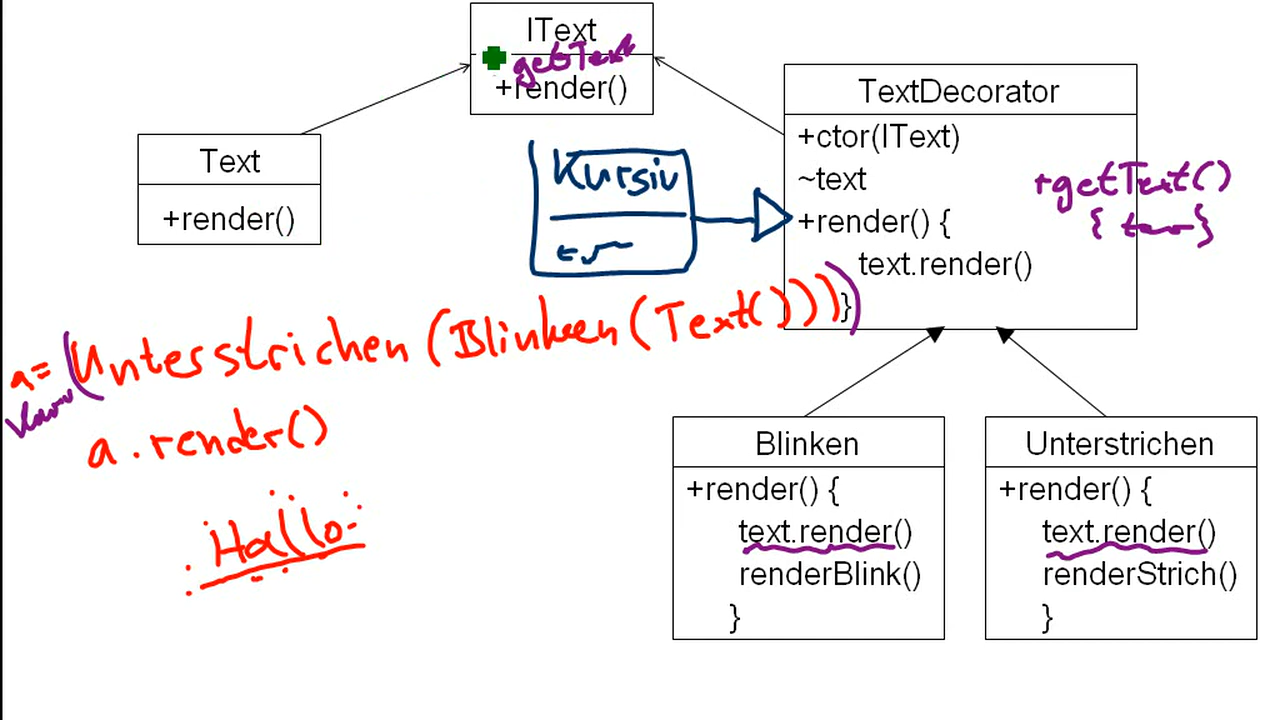 IText
getText
+render()
Text
+render()
TextDecorator
+ctor(IText)
~text
+render() {
text.render()
}
+getText()
{ }
Kursiv
a= (Unterstrichen (Blinken (Text())))
a.render()
Hallo
Blinken
+render() {
text.render()
renderBlink()
}
Unterstrichen
+render() {
text.render()
renderStrich()
}